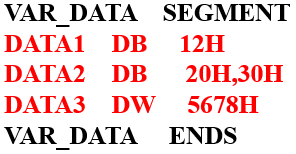 VAR_DATA SEGMENT
DATA1 DB 12H
DATA2 DB 20H,30H
DATA3 DW 5678H
VAR_DATA ENDS